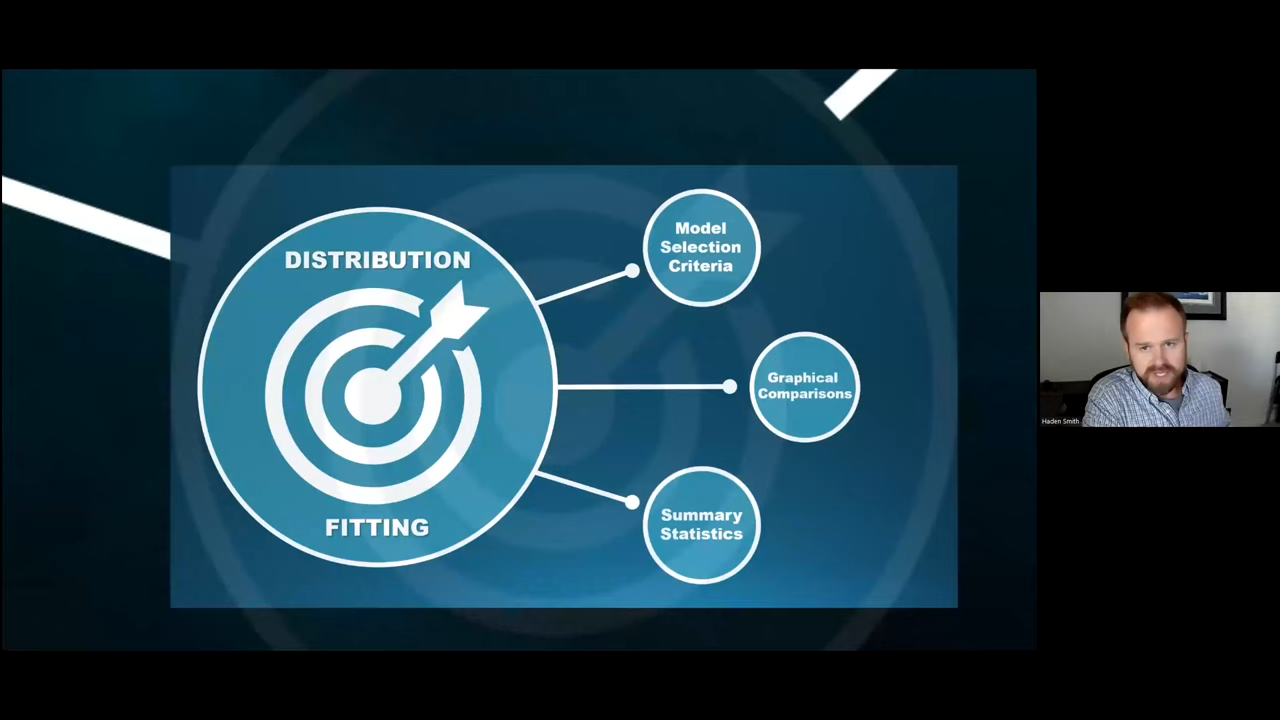 DISTRIBUTION
FITTING
Model
Selection
Criteria
Graphical
Comparisons
Summary
Statistics
Haden Smith